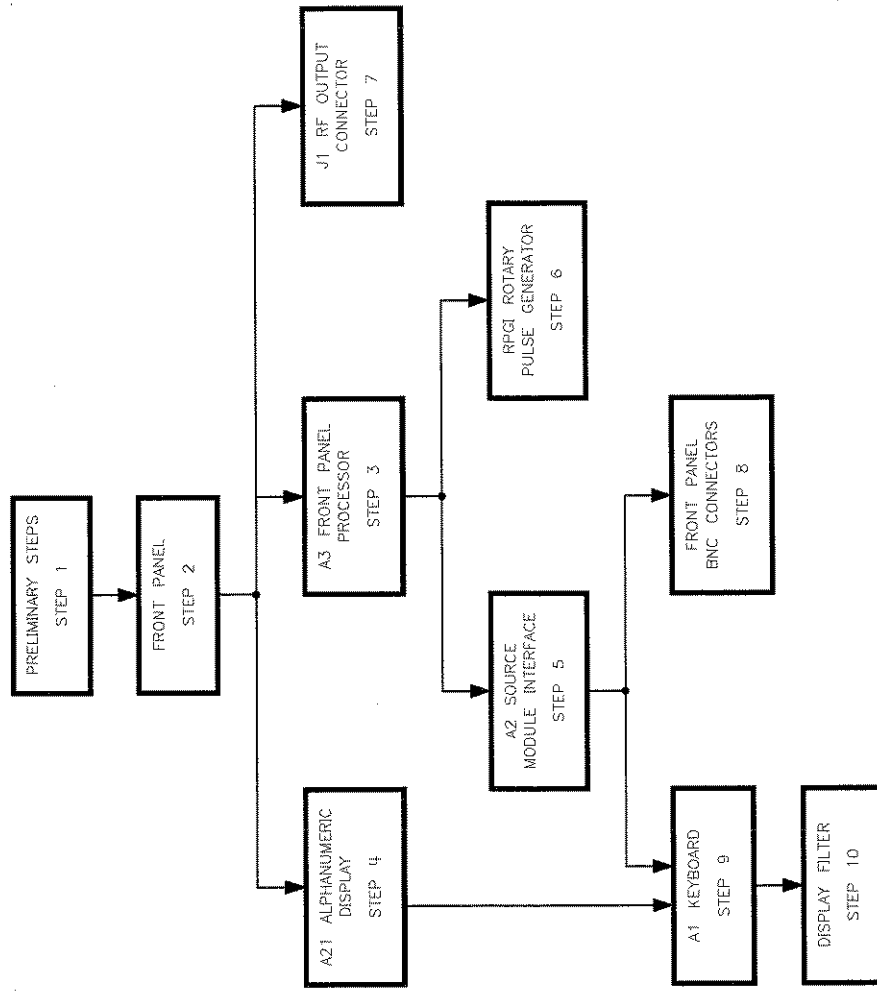 PRELIMINARY STEPS
STEP 1
FRONT PANEL
STEP 2
A21 ALPHANUMERIC
DISPLAY
STEP 4
A3 FRONT PANEL
PROCESSOR
STEP 3
J1 RF OUTPUT
CONNECTOR
STEP 7
A2 SOURCE
MODULE INTERFACE
STEP 5
RPG1 ROTARY
PULSE GENERATOR
STEP 6
A1 KEYBOARD
STEP 9
FRONT PANEL
BNC CONNECTORS
STEP 8
DISPLAY FILTER
STEP 10